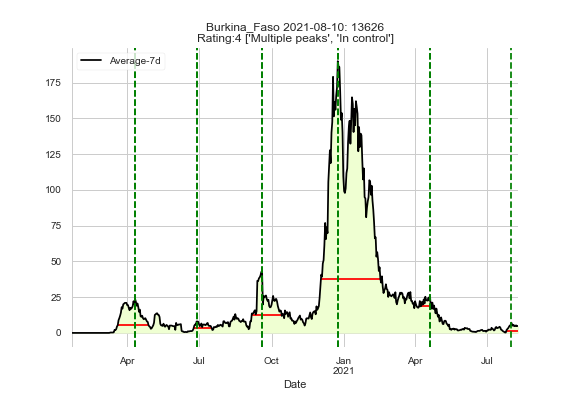 Burkina_Faso 2021-08-10: 13626
Rating:4 ['Multiple peaks', 'In control']
Average-7d
175
150
125
100
75
50
25
0
Apr Jul Oct Jan Apr Jul
2021
Date